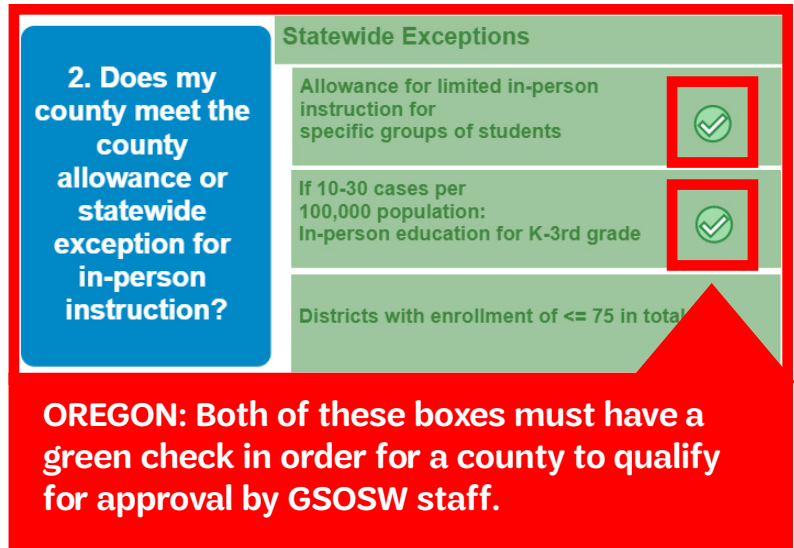 2. Does my
county meet the
county
allowance or
statewide
exception for
in-person
instruction?
Statewide Exceptions
Allowance for limited in-person
instruction for
specific groups of students
If 10-30 cases per
100,000 population:
In-person education for K-3rd grade
Districts with enrollment of <= 75 in total
OREGON: Both of these boxes must have a
green check in order for a county to qualify
for approval by GSOSW staff.